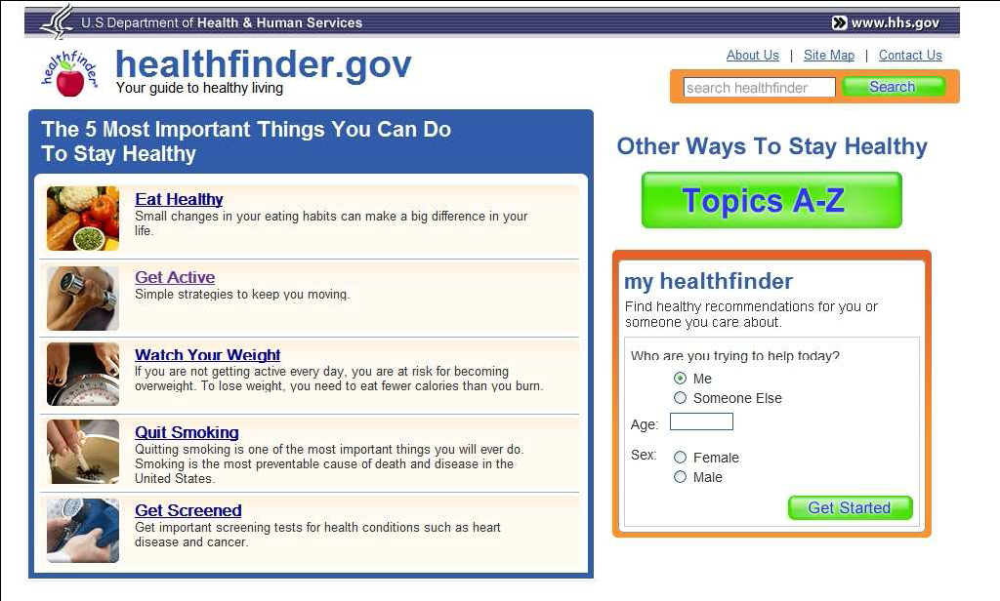 U.S Department of Health & Human Services
www.hhs.gov
healthfinder
healthfinder.gov
Your guide to healthy living
About Us | Site Map | Contact Us
search healthfinder
Search
The 5 Most Important Things You Can Do
To Stay Healthy
Eat Healthy
Small changes in your eating habits can make a big difference in your
life.
Get Active
Simple strategies to keep you moving.
Watch Your Weight
If you are not getting active every day, you are at risk for becoming
overweight. To lose weight, you need to eat fewer calories than you burn.
Quit Smoking
Quitting smoking is one of the most important things you will ever do.
Smoking is the most preventable cause of death and disease in the
United States.
Get Screened
Get important screening tests for health conditions such as heart
disease and cancer.
Other Ways To Stay Healthy
Topics A-Z
my healthfinder
Find healthy recommendations for you or
someone you care about.
Who are you trying to help today?
Me
Someone Else
Age:
Sex:
Female
Male
Get Started